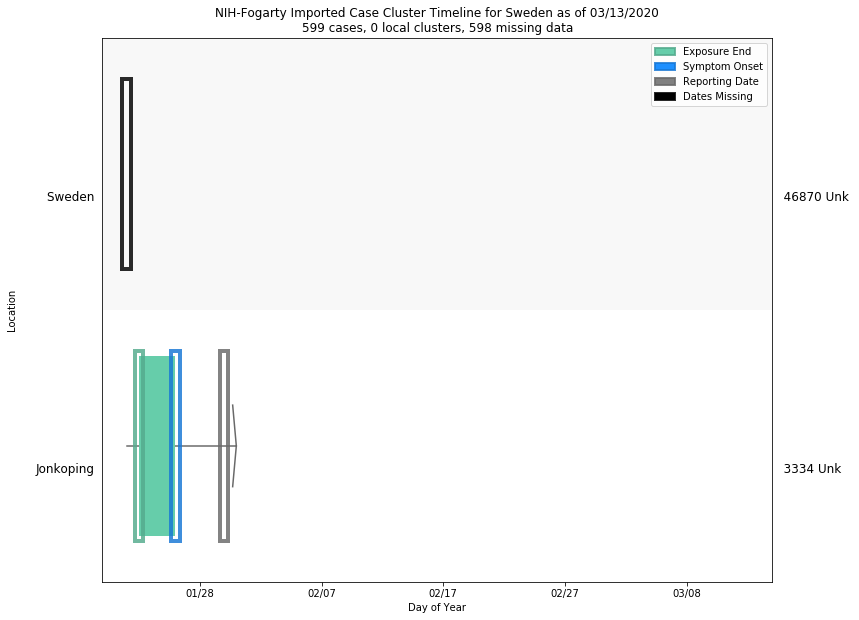 NIH-Fogarty Imported Case Cluster Timeline for Sweden as of 03/13/2020
599 cases, 0 local clusters, 598 missing data
Exposure End
Symptom Onset
Reporting Date
Dates Missing
Sweden
46870 Unk
Location
Jonkoping
3334 Unk
01/28
02/07
02/17
02/27
03/08
Day of Year